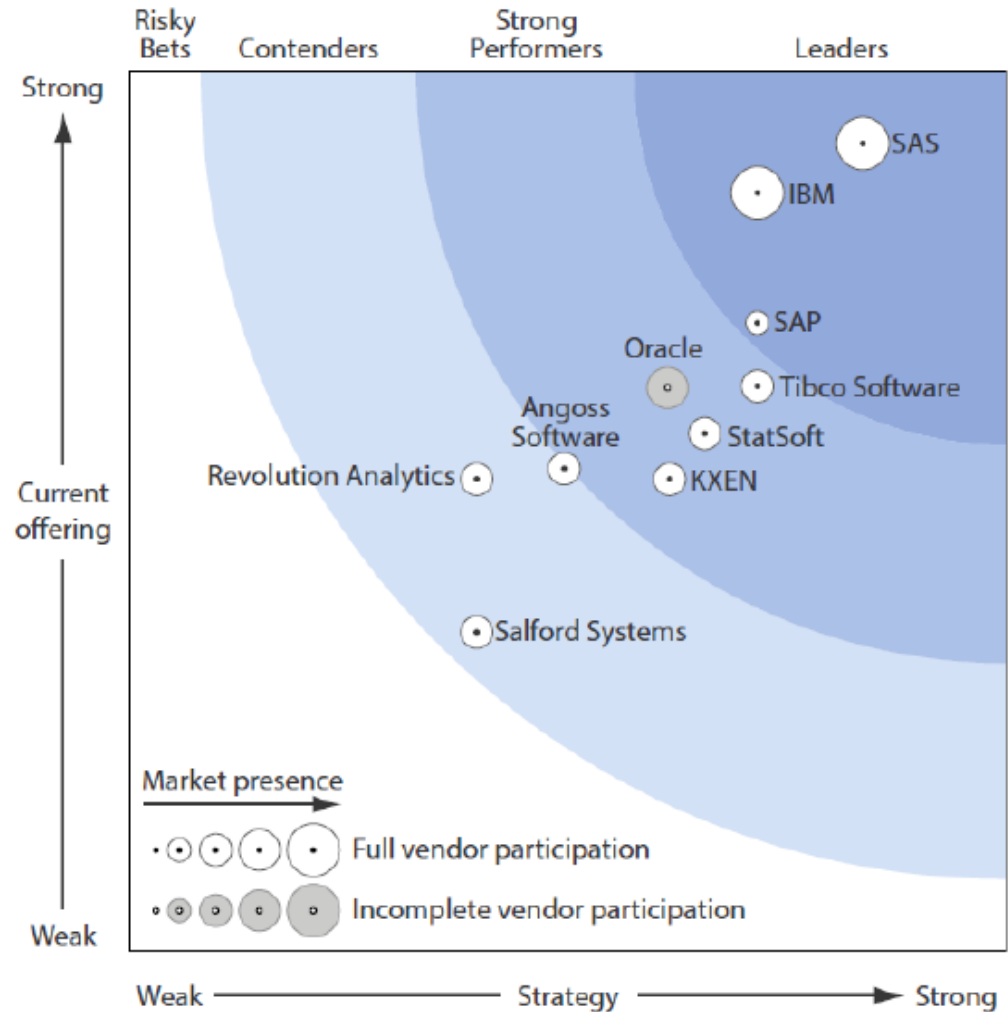 Risky
Bets
Contenders
Strong
Performers
Leaders
Strong
SAS
IBM
SAP
Oracle
Tibco Software
Angoss
Software
StatSoft
Revolution Analytics
KXEN
Current
offering
Salford Systems
Market presence
Full vendor participation
Incomplete vendor participation
Weak
Weak
Strategy
Strong